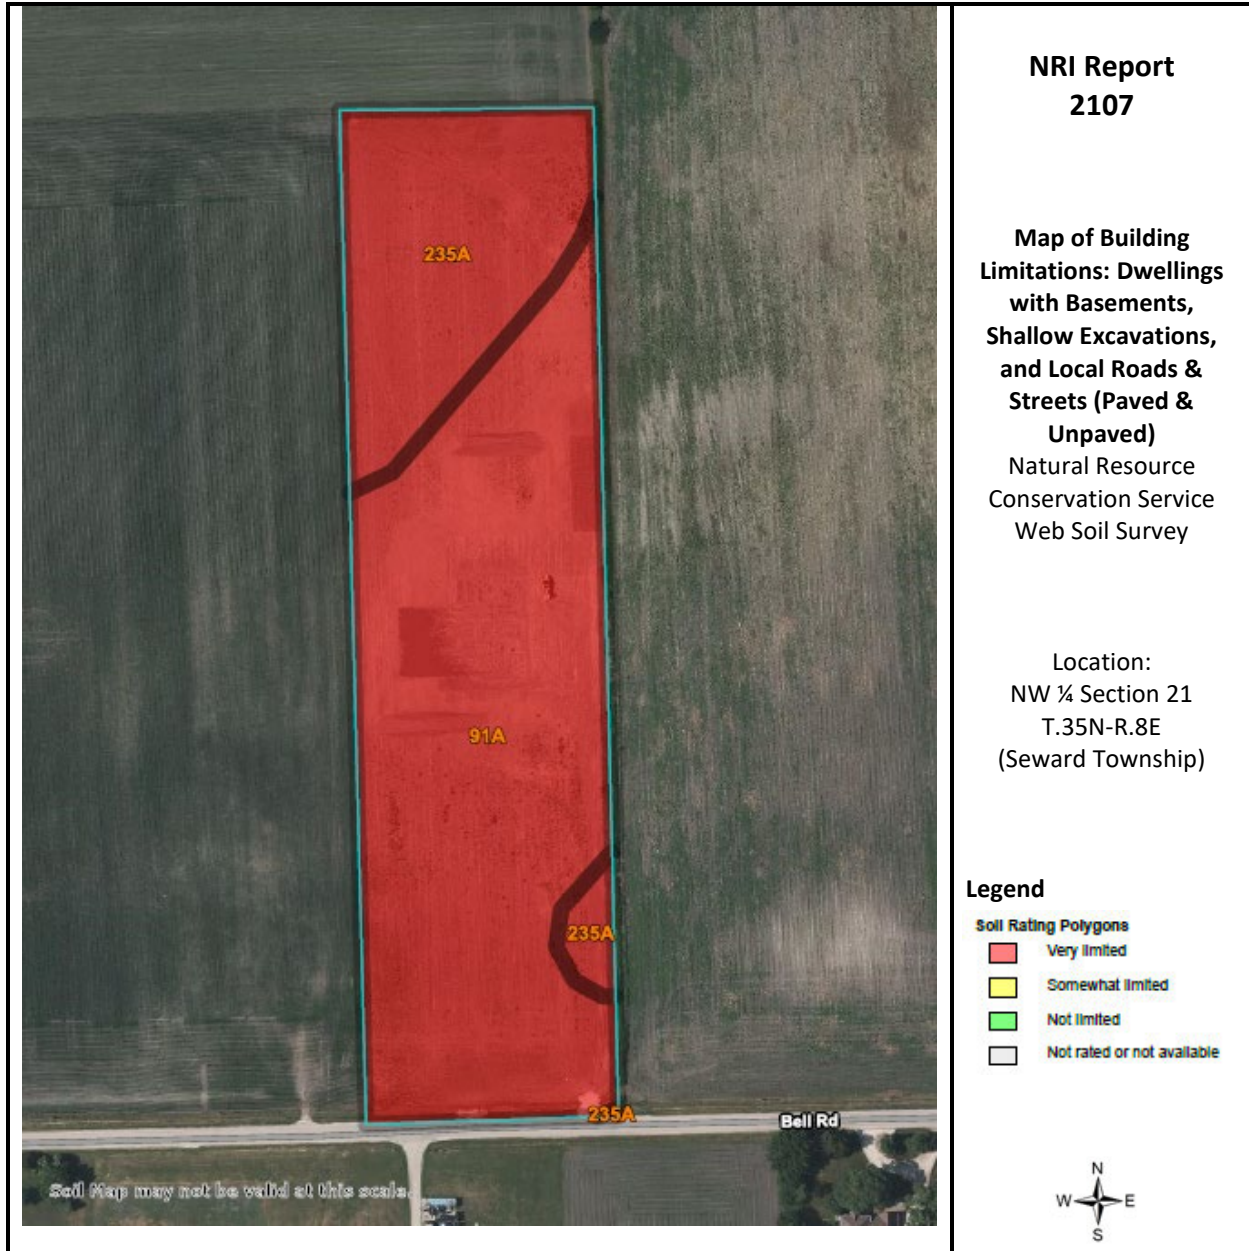 235A
91A
235A
235A
Bell Rd
Soil Map may not be valid at this scale.
NRI Report
2107
Map of Building
Limitations: Dwellings
with Basements,
Shallow Excavations,
and Local Roads &
Streets (Paved &
Unpaved)
Natural Resource
Conservation Service
Web Soil Survey
Location:
NW ¼ Section 21
T.35N-R.8E
(Seward Township)
Legend
Soil Rating Polygons
Very limited
Somewhat limited
Not limited
Not rated or not available
N
W E
S